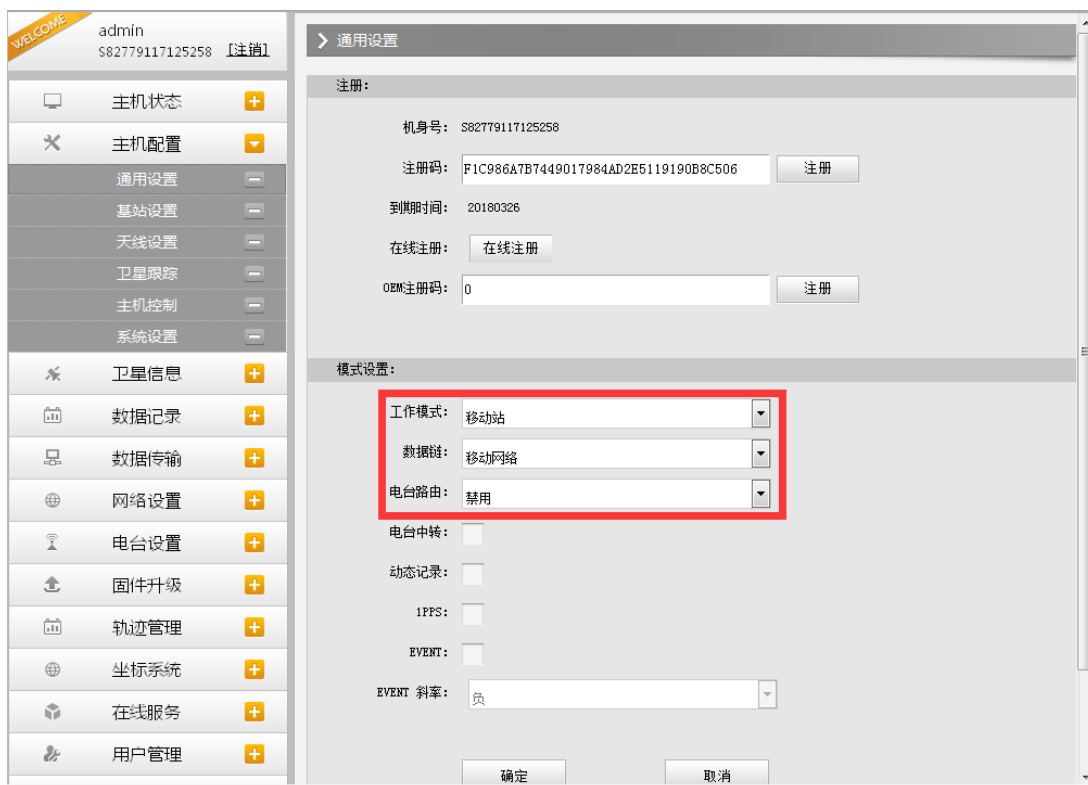 WELCOME
admin
S82779117125258 [注销]
主机状态
主机配置
通用设置
基站设置
天线设置
卫星跟踪
主机控制
系统设置
卫星信息
数据记录
数据传输
网络设置
电台设置
固件升级
轨迹管理
坐标系统
在线服务
用户管理
通用设置
注册:
机身号: S82779117125258
注册码: F1C986A7B7449017984AD2E5119190B8C506 注册
到期时间: 20180326
在线注册: 在线注册
OEM注册码: 0 注册
模式设置:
工作模式: 移动站
数据链: 移动网络
电台路由: 禁用
电台中转:
动态记录:
1PPS:
EVENT:
EVENT 斜率: 负
确定 取消